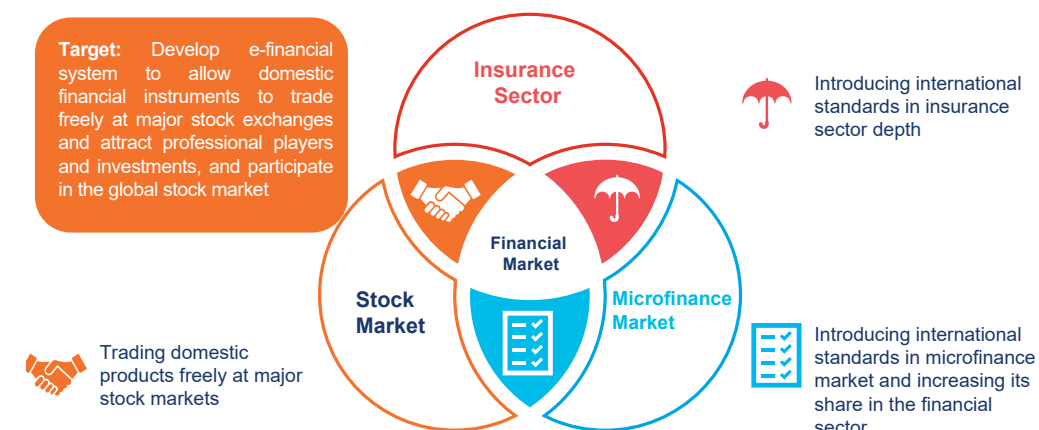 Target: Develop e-financial
system to allow domestic
financial instruments to trade
freely at major stock exchanges
and attract professional players
and investments, and participate
in the global stock market
Insurance
Sector
Introducing international
standards in insurance
sector depth
Financial
Market
Stock
Market
Microfinance
Market
Trading domestic
products freely at major
stock markets
Introducing international
standards in microfinance
market and increasing its
share in the financial
sector